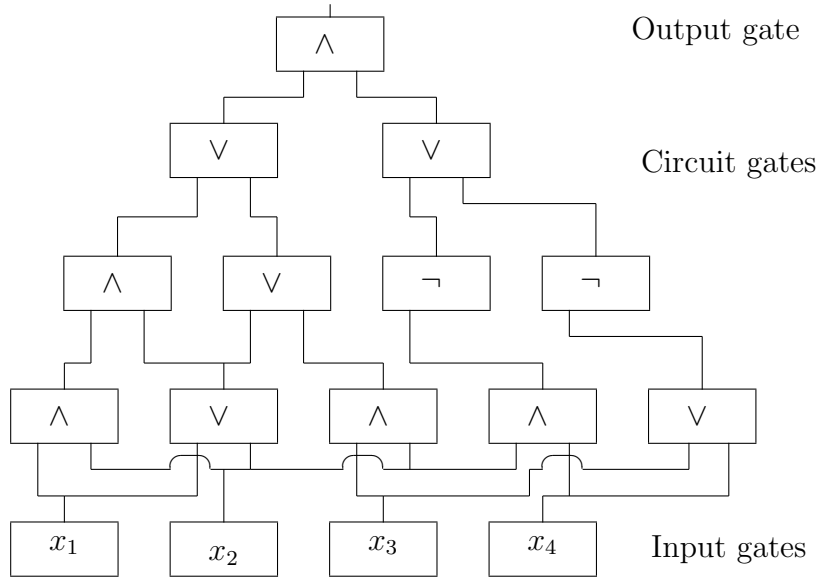 Output gate
∧
∨ ∨
Circuit gates
∧ ∨ ¬ ¬
∧ ∨ ∧ ∧ ∨
x₁ x₂ x₃ x₄ Input gates